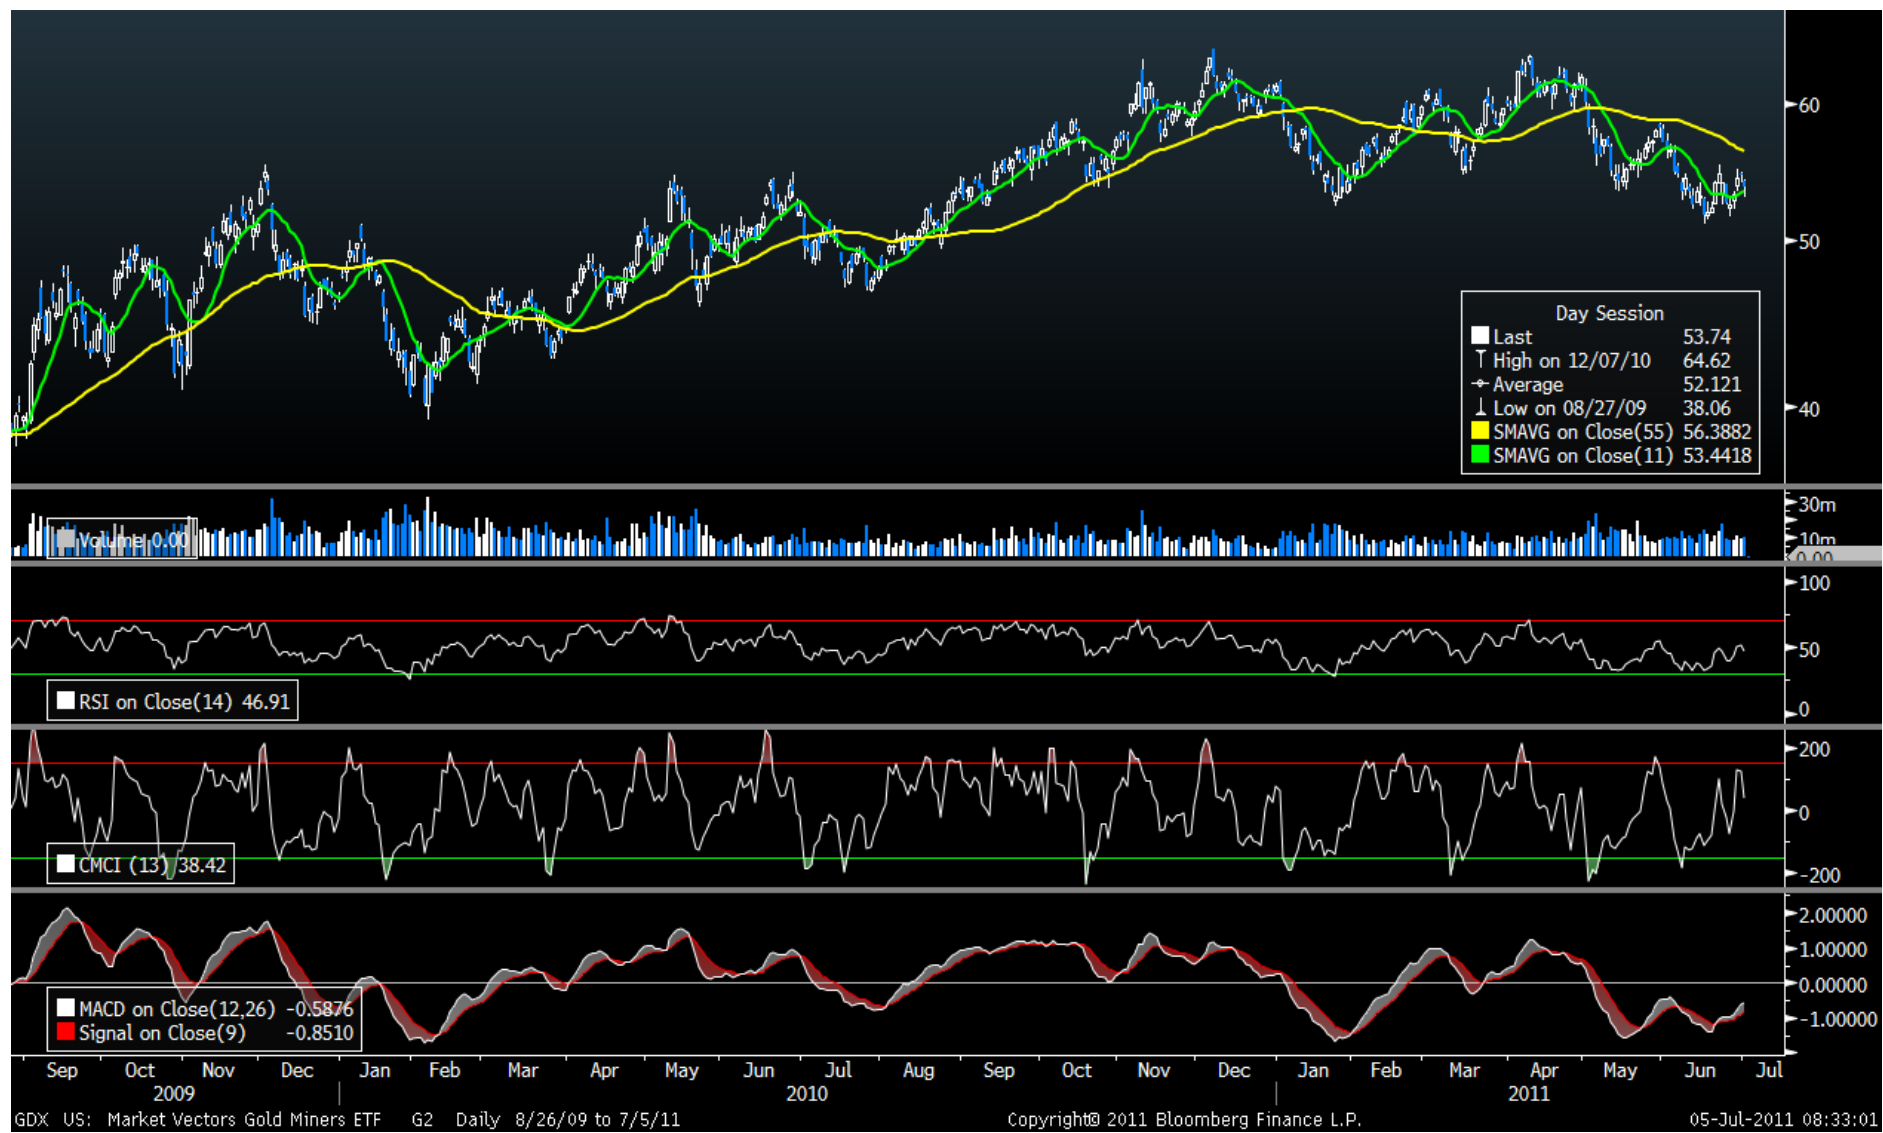 60
50
40
Day Session
Last 53.74
High on 12/07/10 64.62
Average 52.121
Low on 08/27/09 38.06
SMAVG on Close(55) 56.3882
SMAVG on Close(11) 53.4418
30m
10m
0.00
Volume 0.00
100
50
0
RSI on Close(14) 46.91
200
0
-200
CMCI (13) 38.42
2.00000
1.00000
0.00000
-1.00000
MACD on Close(12,26) -0.5876
Signal on Close(9) -0.8510
Sep Oct Nov Dec Jan Feb Mar Apr May Jun Jul Aug Sep Oct Nov Dec Jan Feb Mar Apr May Jun Jul
2009 2010 2011
GDX US: Market Vectors Gold Miners ETF G2 Daily 8/26/09 to 7/5/11 Copyright© 2011 Bloomberg Finance L.P. 05-Jul-2011 08:33:01